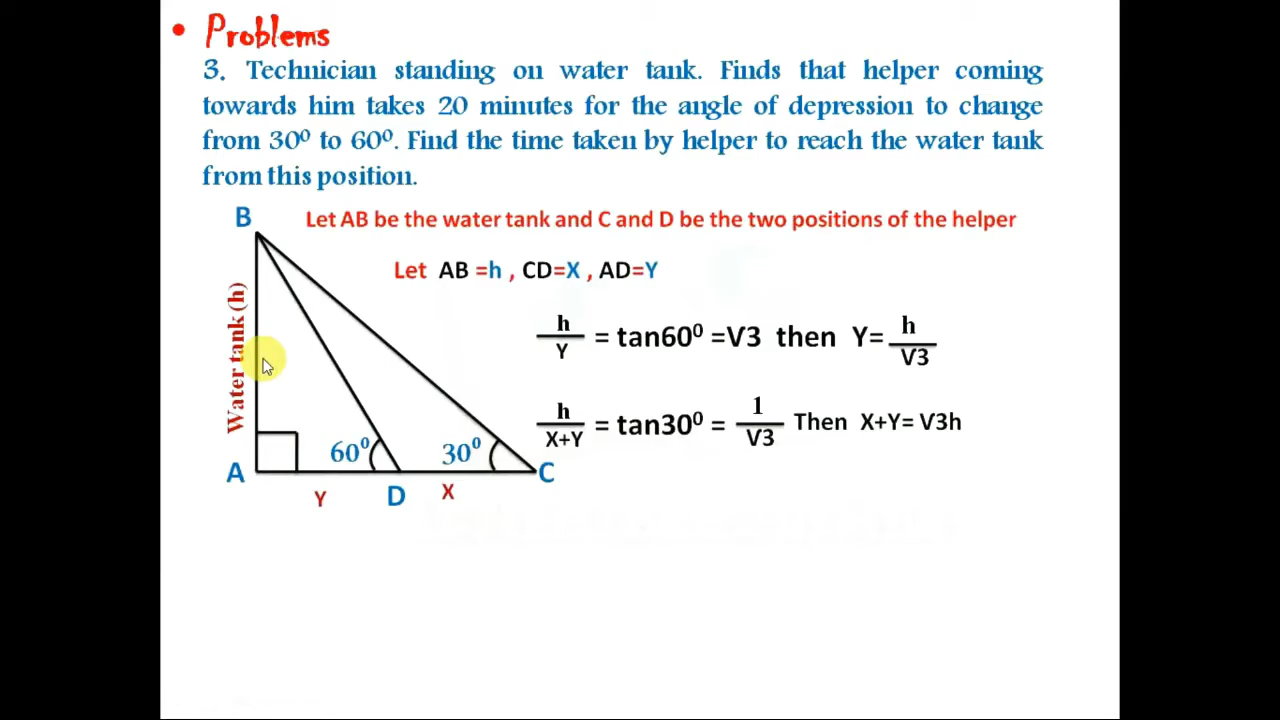 • Problems
3. Technician standing on water tank. Finds that helper coming
towards him takes 20 minutes for the angle of depression to change
from 30⁰ to 60⁰. Find the time taken by helper to reach the water tank
from this position.
B
Let AB be the water tank and C and D be the two positions of the helper
Let AB =h , CD=X , AD=Y
Water tank (h)
h
Y
= tan60⁰ =V3 then Y=
h
V3
h
X+Y
= tan30⁰ =
1
V3
Then X+Y= V3h
60⁰
30⁰
A
C
Y
D
X